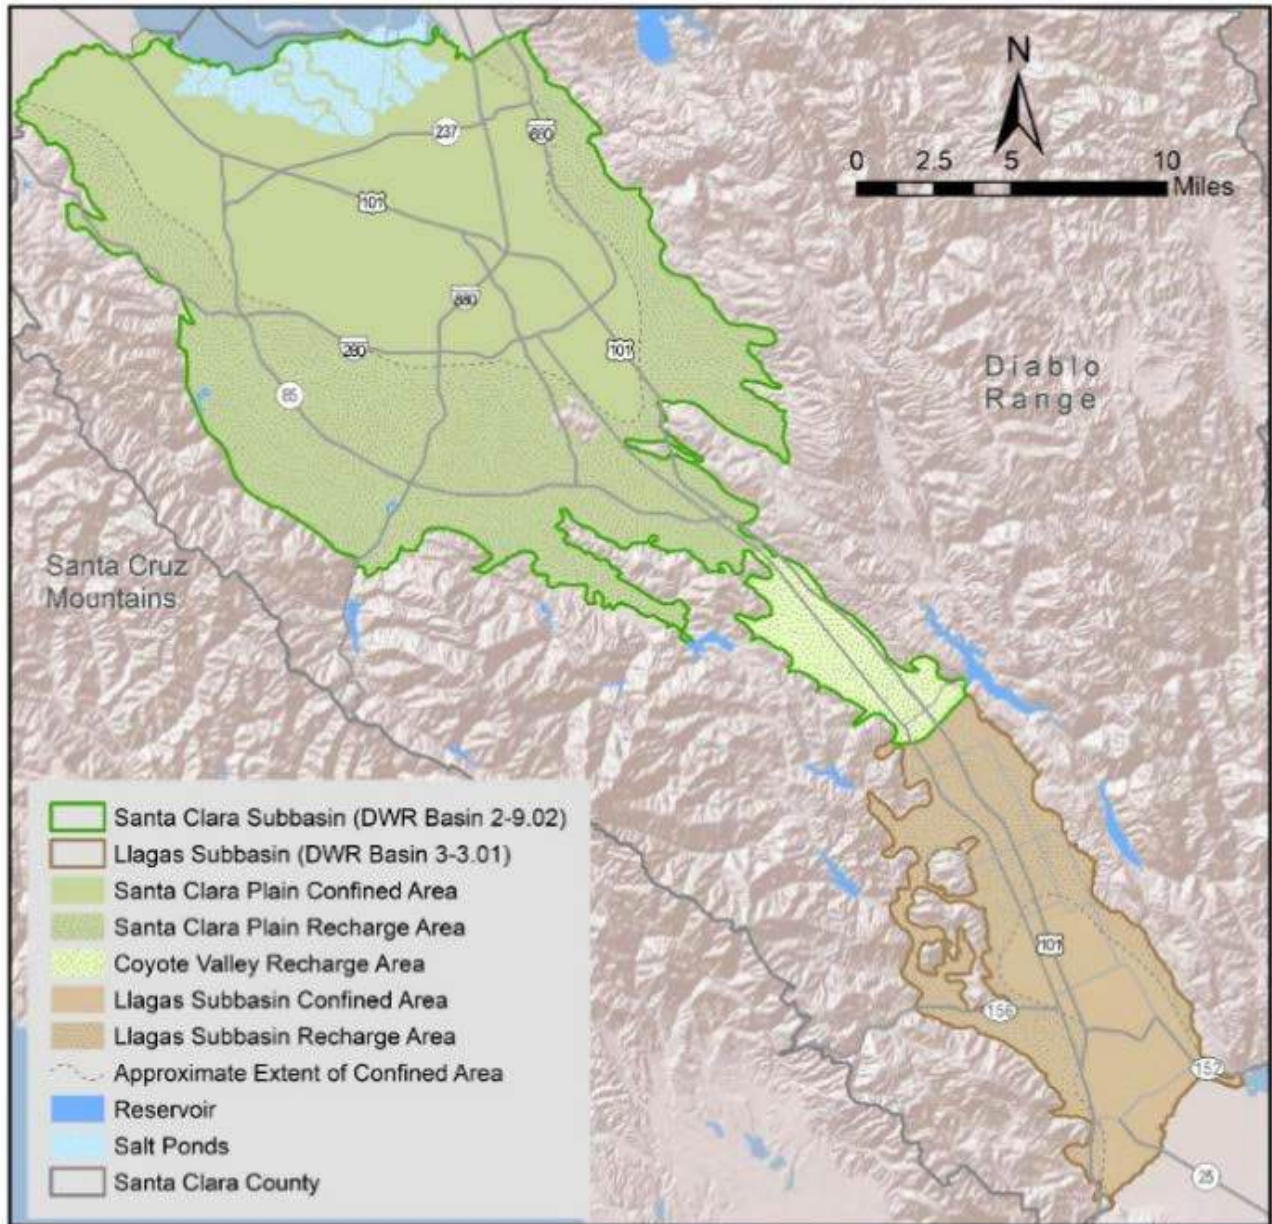 N
0 2.5 5 10
Miles
237
680
101
880
280
101
85
Diablo
Range
Santa Cruz
Mountains
101
156
152
25
Santa Clara Subbasin (DWR Basin 2-9.02)
Llagas Subbasin (DWR Basin 3-3.01)
Santa Clara Plain Confined Area
Santa Clara Plain Recharge Area
Coyote Valley Recharge Area
Llagas Subbasin Confined Area
Llagas Subbasin Recharge Area
Approximate Extent of Confined Area
Reservoir
Salt Ponds
Santa Clara County